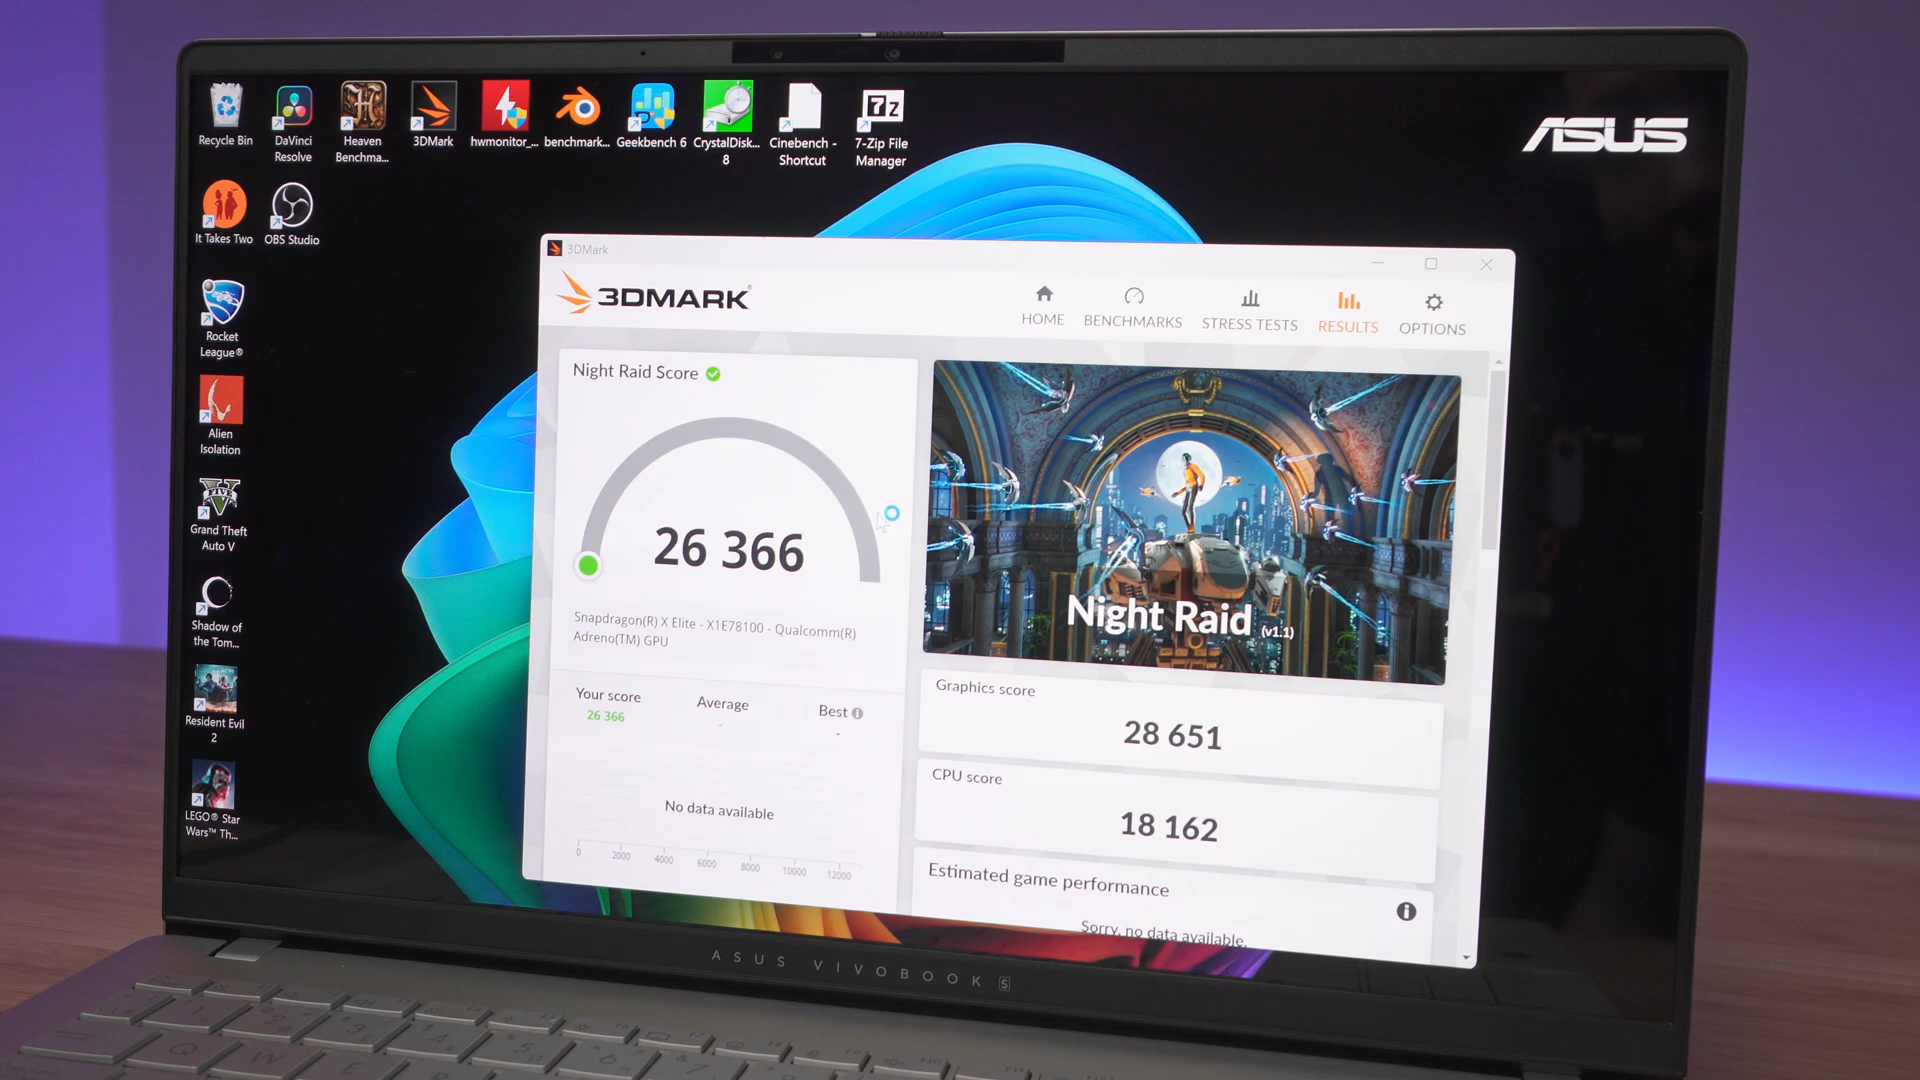 Recycle Bin
DaVinci
Resolve
Heaven
Benchma...
3DMark
hwmonitor_...
benchmark...
Geekbench 6
CrystalDisk...
8
Cinebench -
Shortcut
7z
7-Zip File
Manager
ASUS
It Takes Two
OBS Studio
Rocket
League®
Alien
Isolation
FIVE
Grand Theft
Auto V
Shadow of
the Tom...
Resident Evil
2
LEGO® Star
Wars™ Th...
3DMark
3DMARK®
HOME
BENCHMARKS
STRESS TESTS
RESULTS
OPTIONS
Night Raid Score
26 366
Snapdragon(R) X Elite - X1E78100 - Qualcomm(R)
Adreno(TM) GPU
Your score
26 366
Average
-
Best
-
No data available
0 2000 4000 6000 8000 10000 12000
Night Raid (v1.1)
Graphics score
28 651
CPU score
18 162
Estimated game performance
Sorry, no data available.
ASUS VIVOBOOK S
Q W E